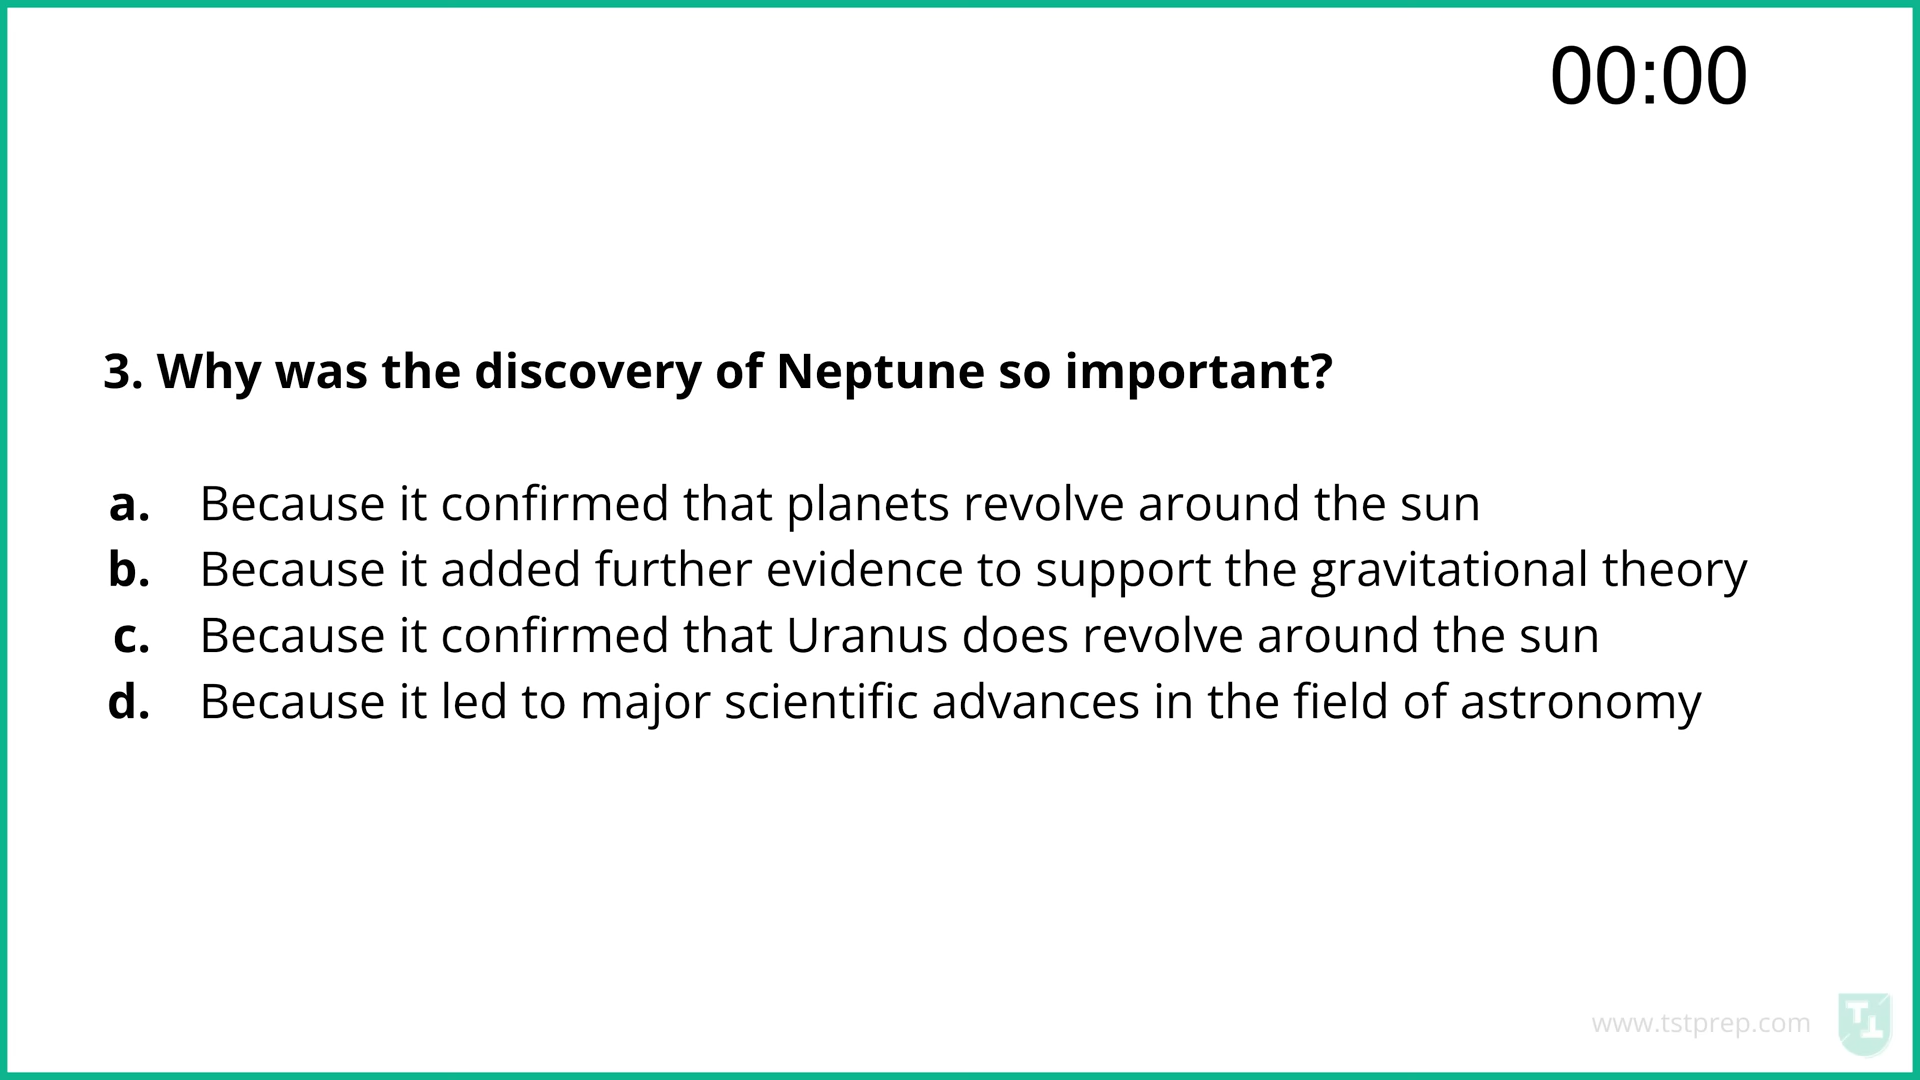 00:00
3. Why was the discovery of Neptune so important?
a. Because it confirmed that planets revolve around the sun
b. Because it added further evidence to support the gravitational theory
c. Because it confirmed that Uranus does revolve around the sun
d. Because it led to major scientific advances in the field of astronomy
www.tstprep.com